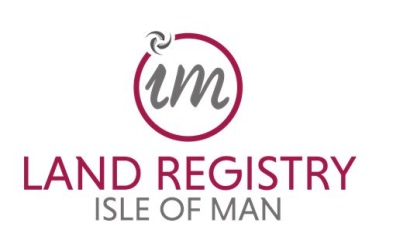 im
LAND REGISTRY
ISLE OF MAN